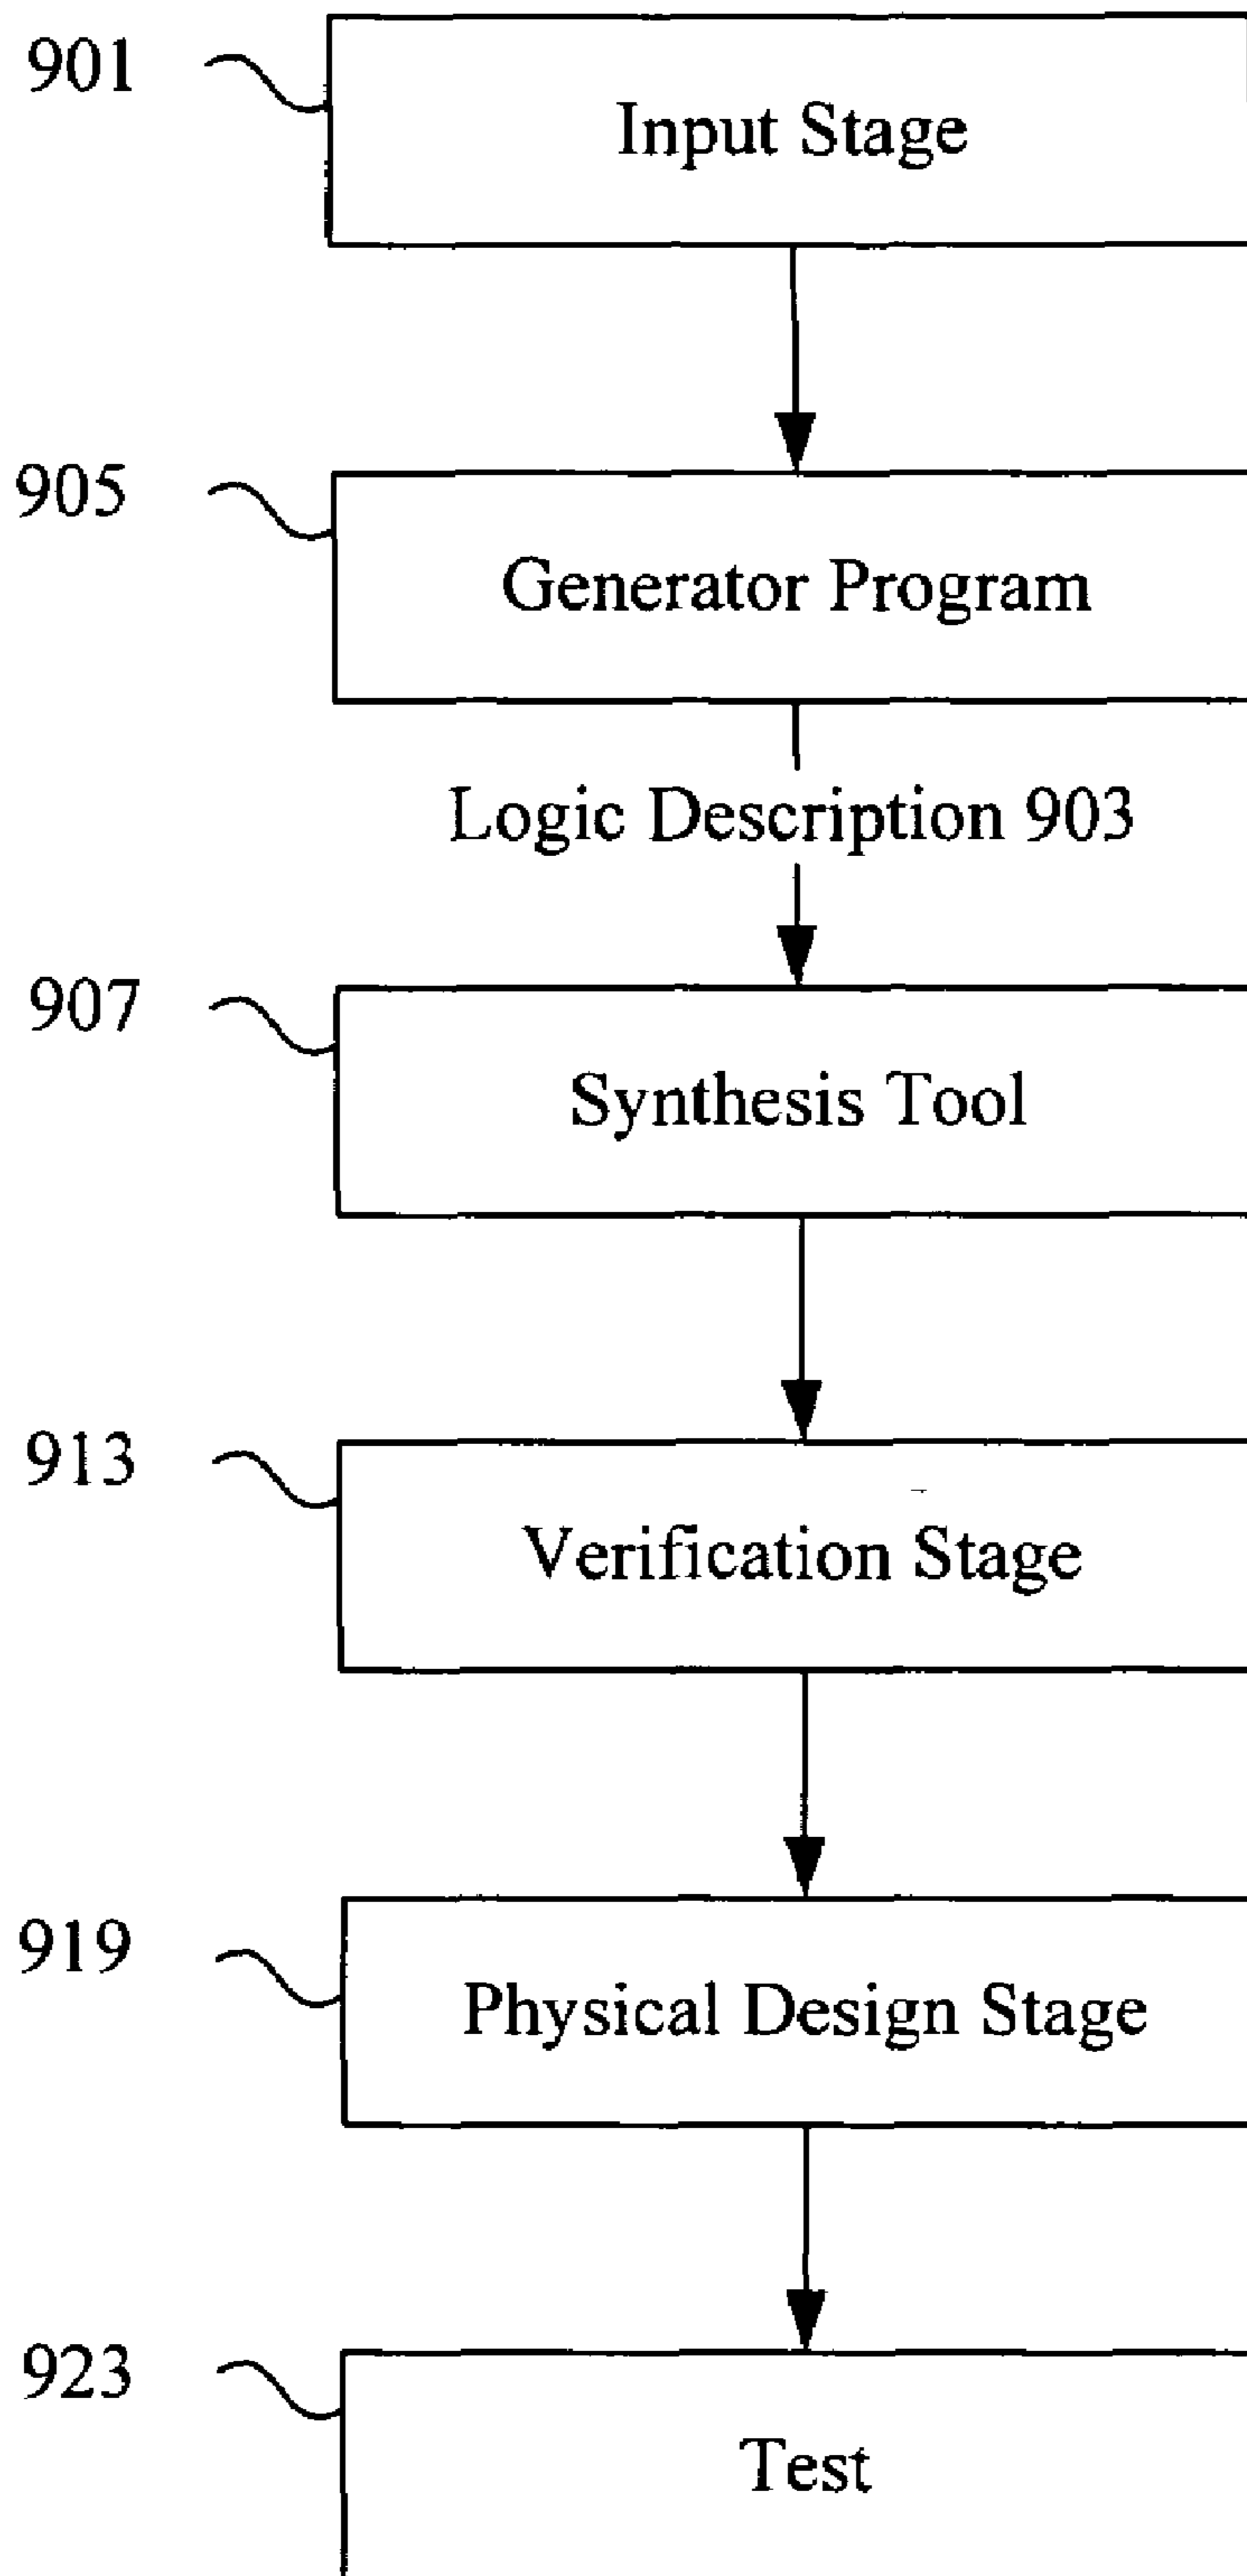 901
Input Stage
905
Generator Program
Logic Description 903
907
Synthesis Tool
913
Verification Stage
919
Physical Design Stage
923
Test